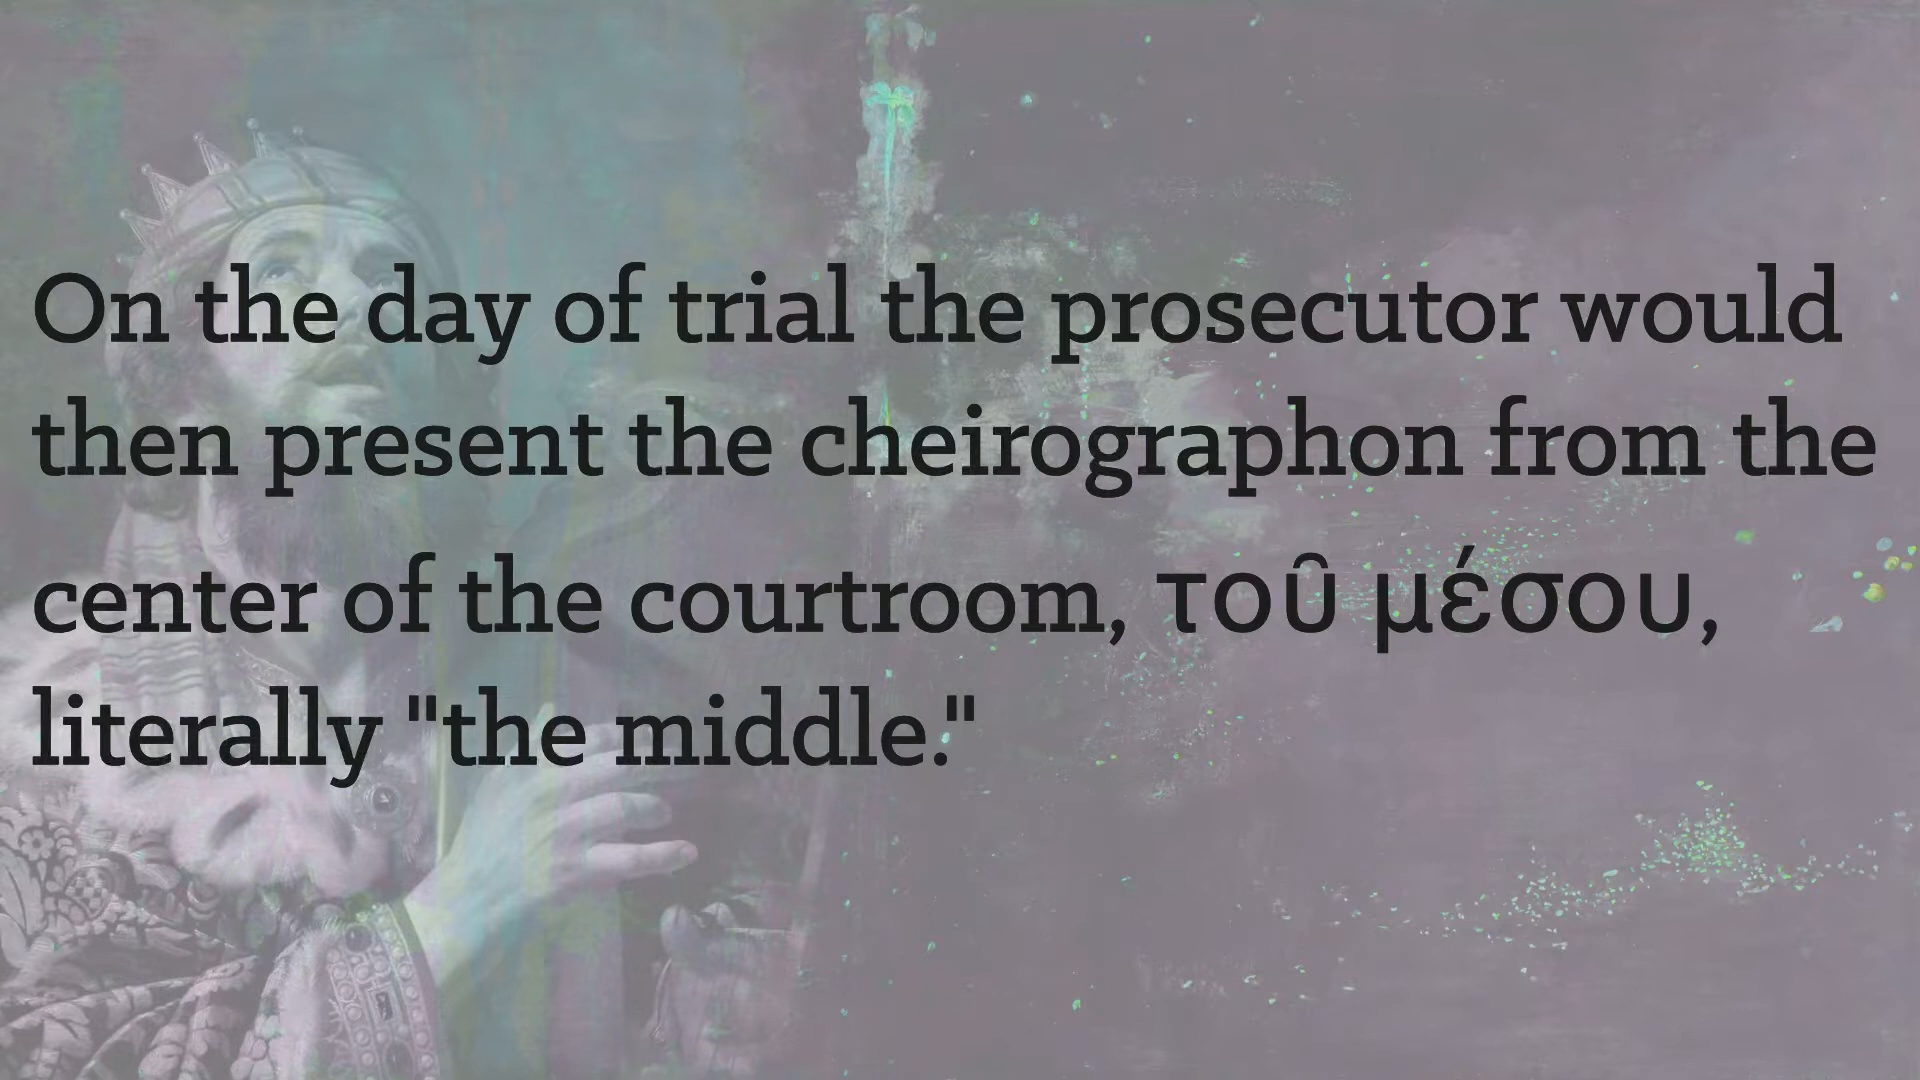 On the day of trial the prosecutor would
then present the cheirographon from the
center of the courtroom, τοῦ μέσου,
literally "the middle."